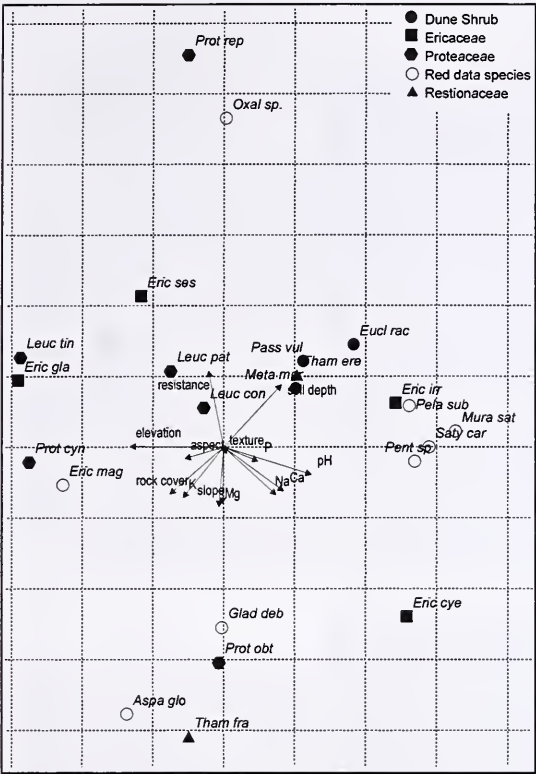 Dune Shrub
Ericaceae
Proteaceae
Red data species
Restionaceae
Prot rep
Oxal sp.
Eric ses
Eucl rac
Leuc tin
Pass vul
Leuc pat
Tham ere
Eric gla
Meta mur
resistance
soil depth
Leuc con
Eric irr
Pela sub
Mura sat
elevation
texture
Saty car
aspect
P
Pent sp
Prot cyn
pH
Eric mag
rock cover
K
slope
Mg
Na
Ca
Glad deb
Eric cye
Prot obt
Aspa glo
Tham fra